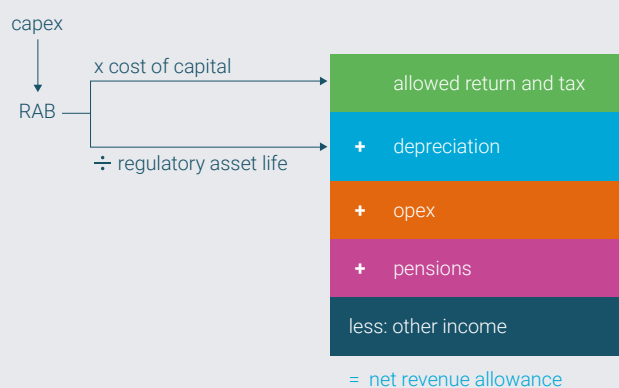 capex
x cost of capital
RAB
÷ regulatory asset life
allowed return and tax
+ depreciation
+ opex
+ pensions
less: other income
= net revenue allowance